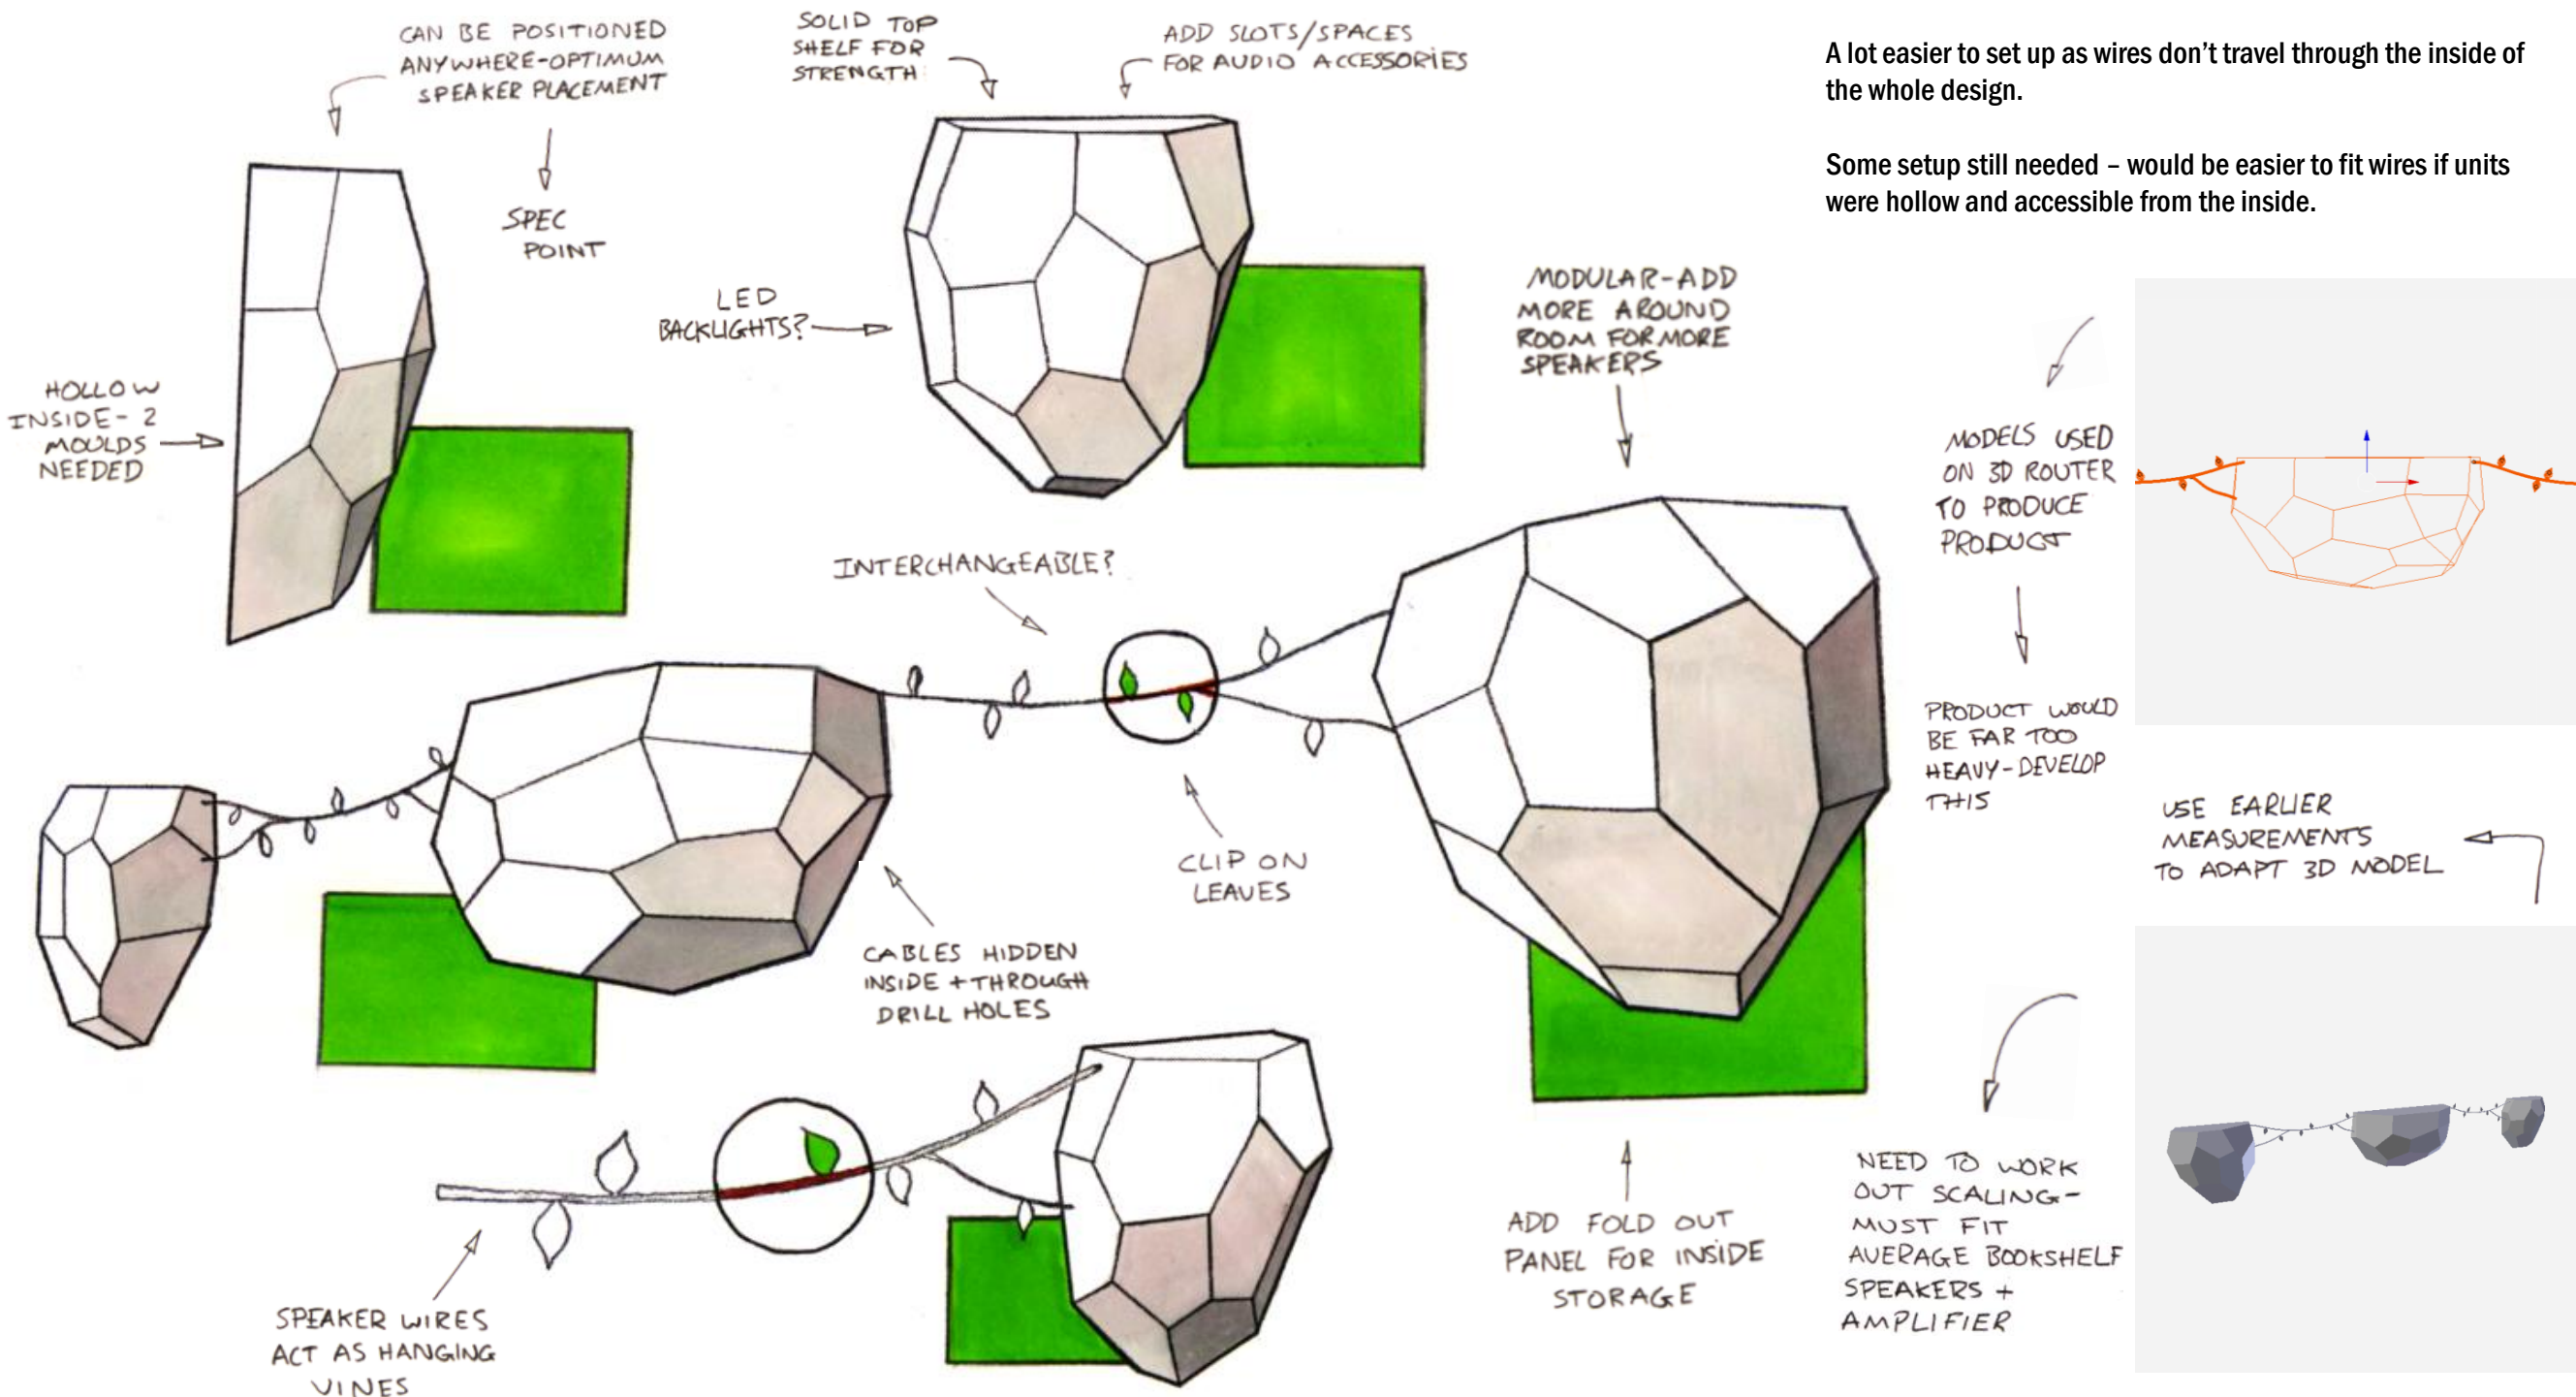 CAN BE POSITIONED
ANYWHERE-OPTIMUM
SPEAKER PLACEMENT
SPEC
POINT
SOLID TOP
SHELF FOR
STRENGTH
ADD SLOTS/SPACES
FOR AUDIO ACCESSORIES
A lot easier to set up as wires don't travel through the inside of
the whole design.
Some setup still needed – would be easier to fit wires if units
were hollow and accessible from the inside.
HOLLOW
INSIDE- 2
MOULDS
NEEDED
LED
BACKLIGHTS?
MODULAR-ADD
MORE AROUND
ROOM FOR MORE
SPEAKERS
MODELS USED
ON 3D ROUTER
TO PRODUCE
PRODUCT
PRODUCT WOULD
BE FAR TOO
HEAVY-DEVELOP
THIS
INTERCHANGEABLE?
CLIP ON
LEAVES
CABLES HIDDEN
INSIDE + THROUGH
DRILL HOLES
USE EARLIER
MEASUREMENTS
TO ADAPT 3D MODEL
SPEAKER WIRES
ACT AS HANGING
VINES
ADD FOLD OUT
PANEL FOR INSIDE
STORAGE
NEED TO WORK
OUT SCALING-
MUST FIT
AVERAGE BOOKSHELF
SPEAKERS +
AMPLIFIER